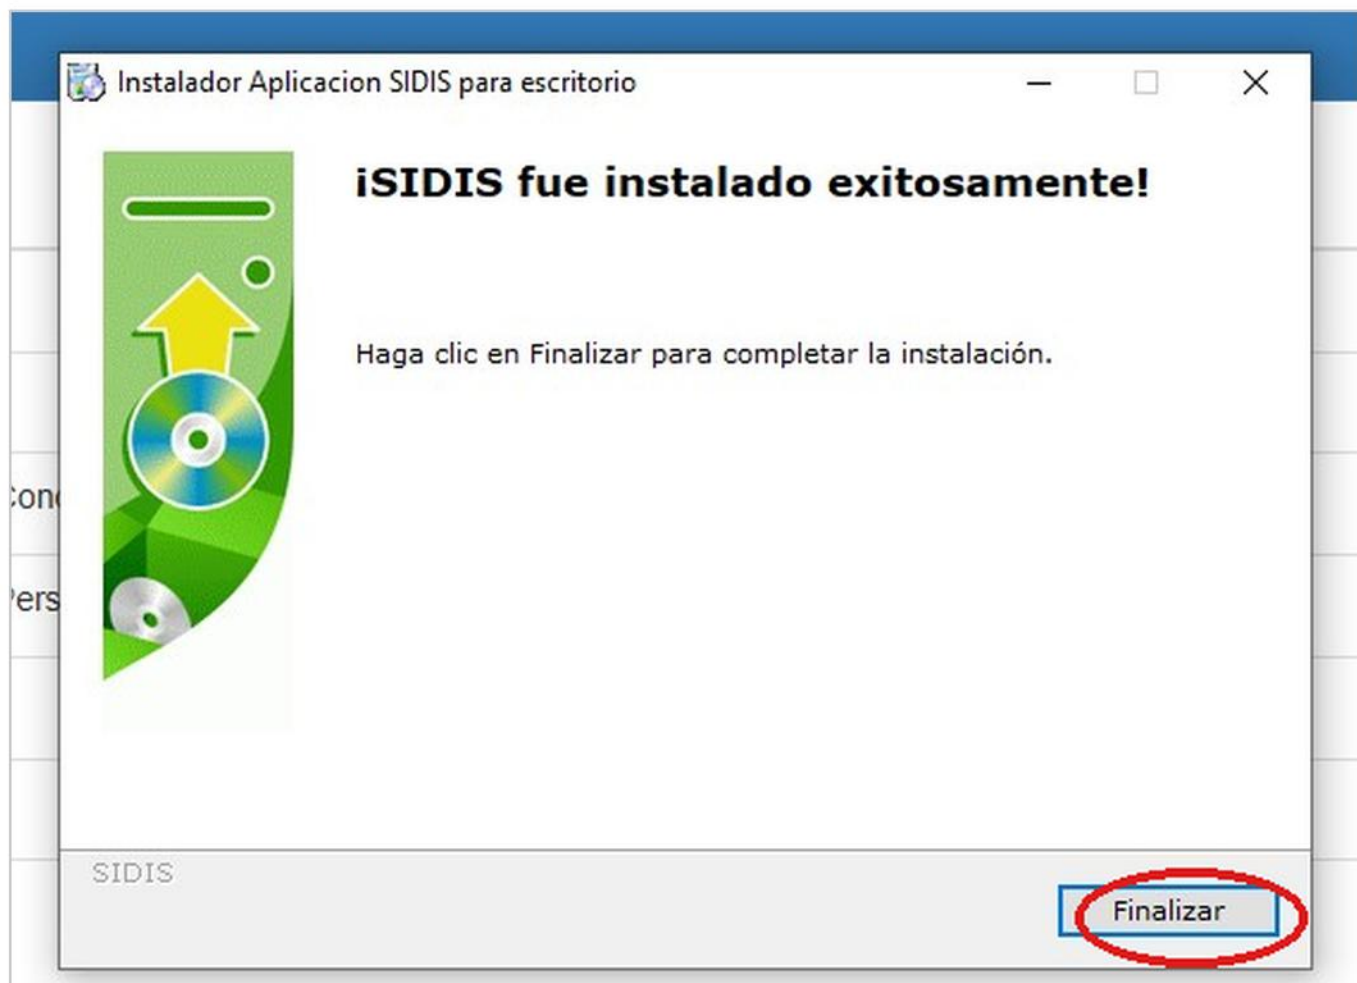 Instalador Aplicacion SIDIS para escritorio
¡SIDIS fue instalado exitosamente!
Haga clic en Finalizar para completar la instalación.
SIDIS
Finalizar